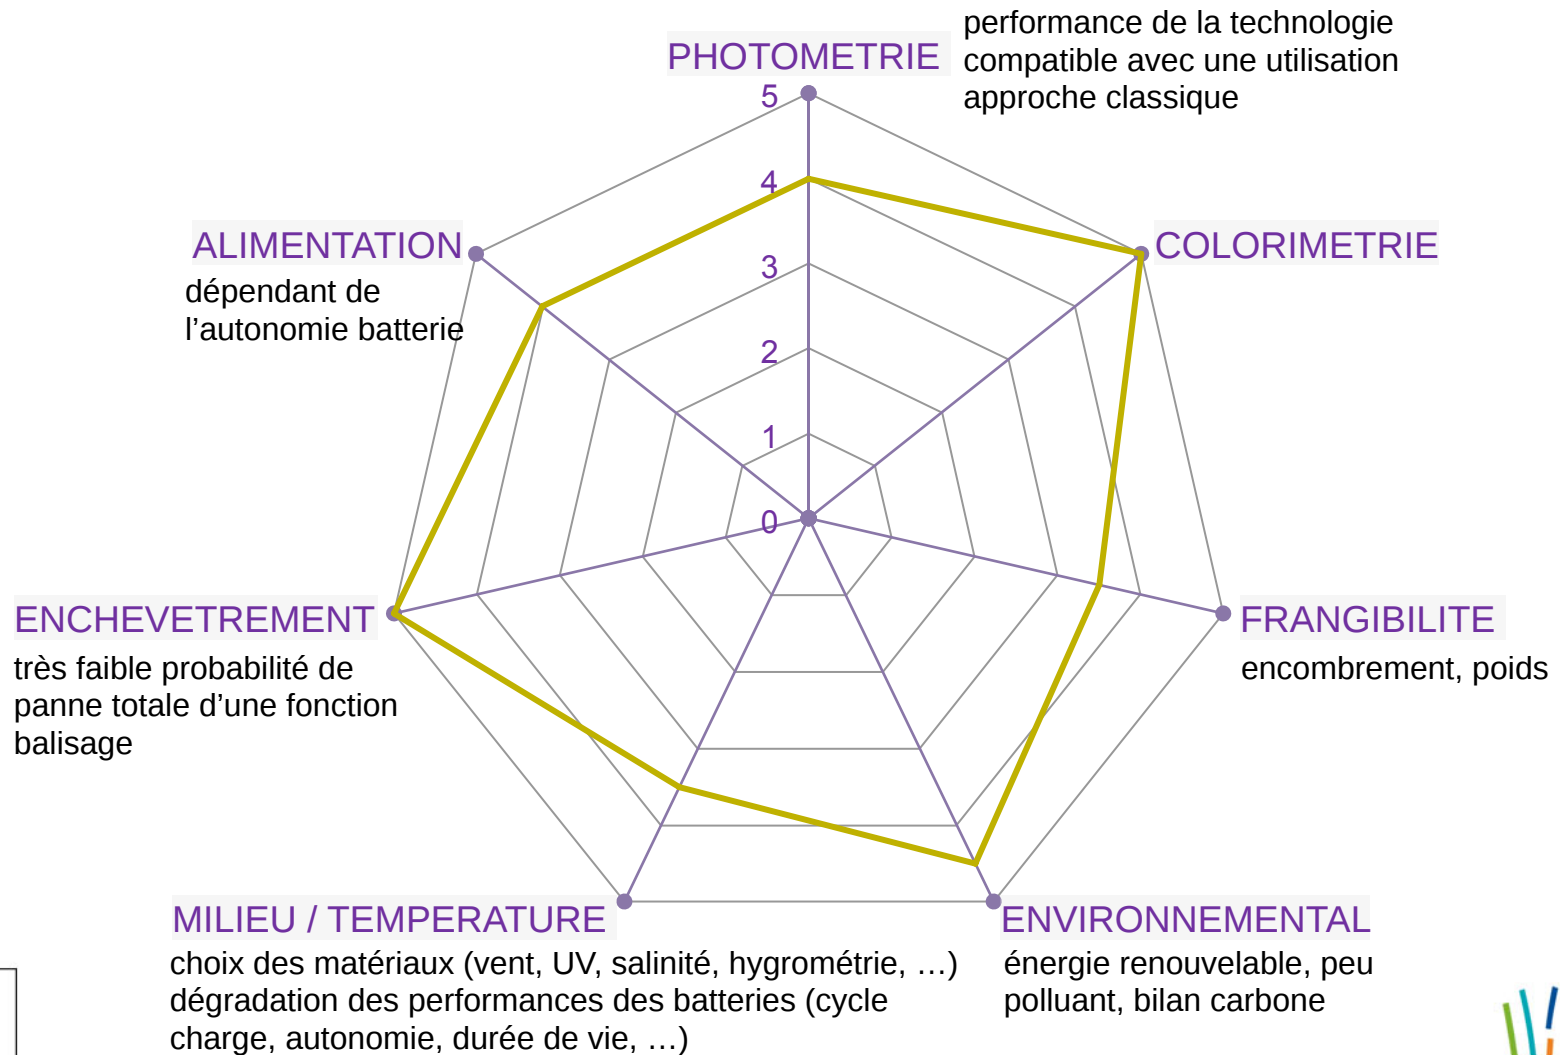 performance de la technologie
PHOTOMETRIE
compatible avec une utilisation
approche classique
5
4
ALIMENTATION
COLORIMETRIE
3
dépendant de
l’autonomie batterie
2
1
0
ENCHEVETREMENT
FRANGIBILITE
très faible probabilité de
panne totale d’une fonction
balisage
encombrement, poids
MILIEU / TEMPERATURE
ENVIRONNEMENTAL
choix des matériaux (vent, UV, salinité, hygrométrie, …)
dégradation des performances des batteries (cycle
charge, autonomie, durée de vie, …)
énergie renouvelable, peu
polluant, bilan carbone